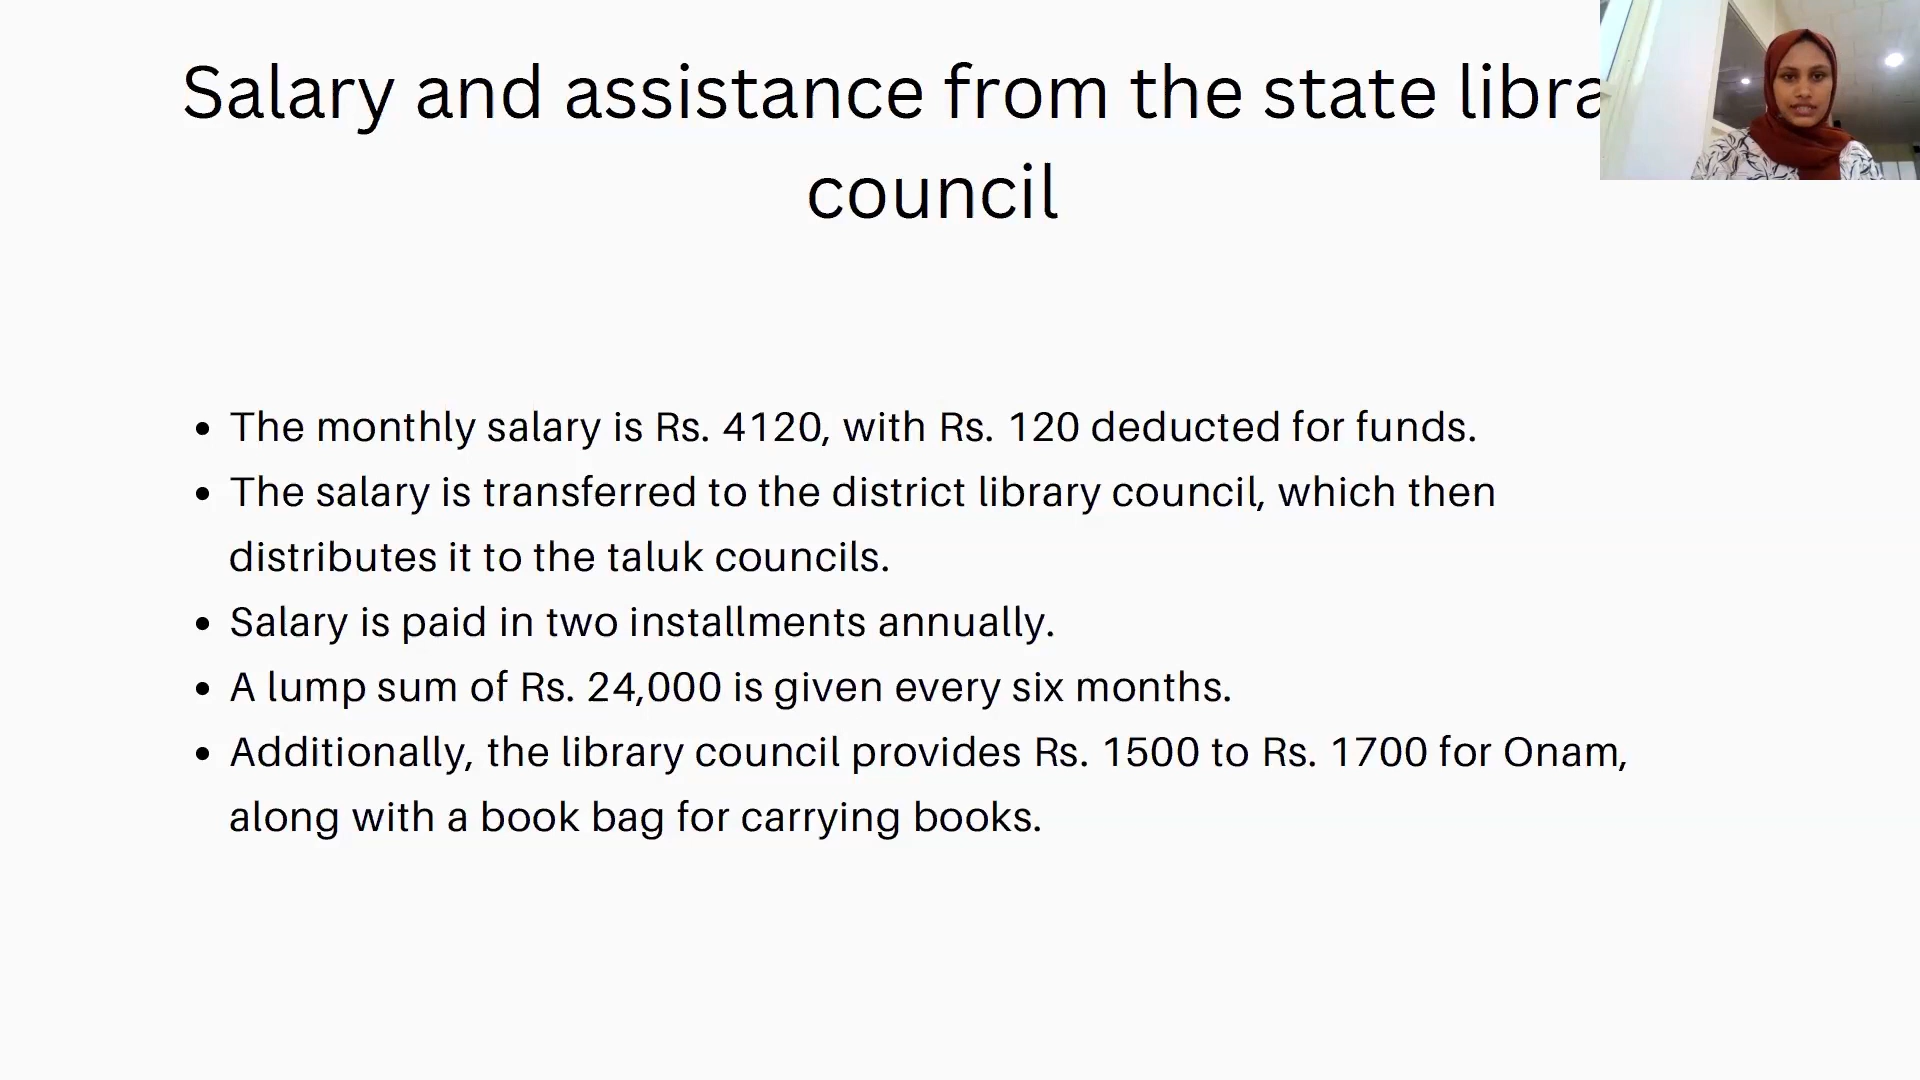 Salary and assistance from the state libra
council
• The monthly salary is Rs. 4120, with Rs. 120 deducted for funds.
• The salary is transferred to the district library council, which then
distributes it to the taluk councils.
• Salary is paid in two installments annually.
• A lump sum of Rs. 24,000 is given every six months.
• Additionally, the library council provides Rs. 1500 to Rs. 1700 for Onam,
along with a book bag for carrying books.